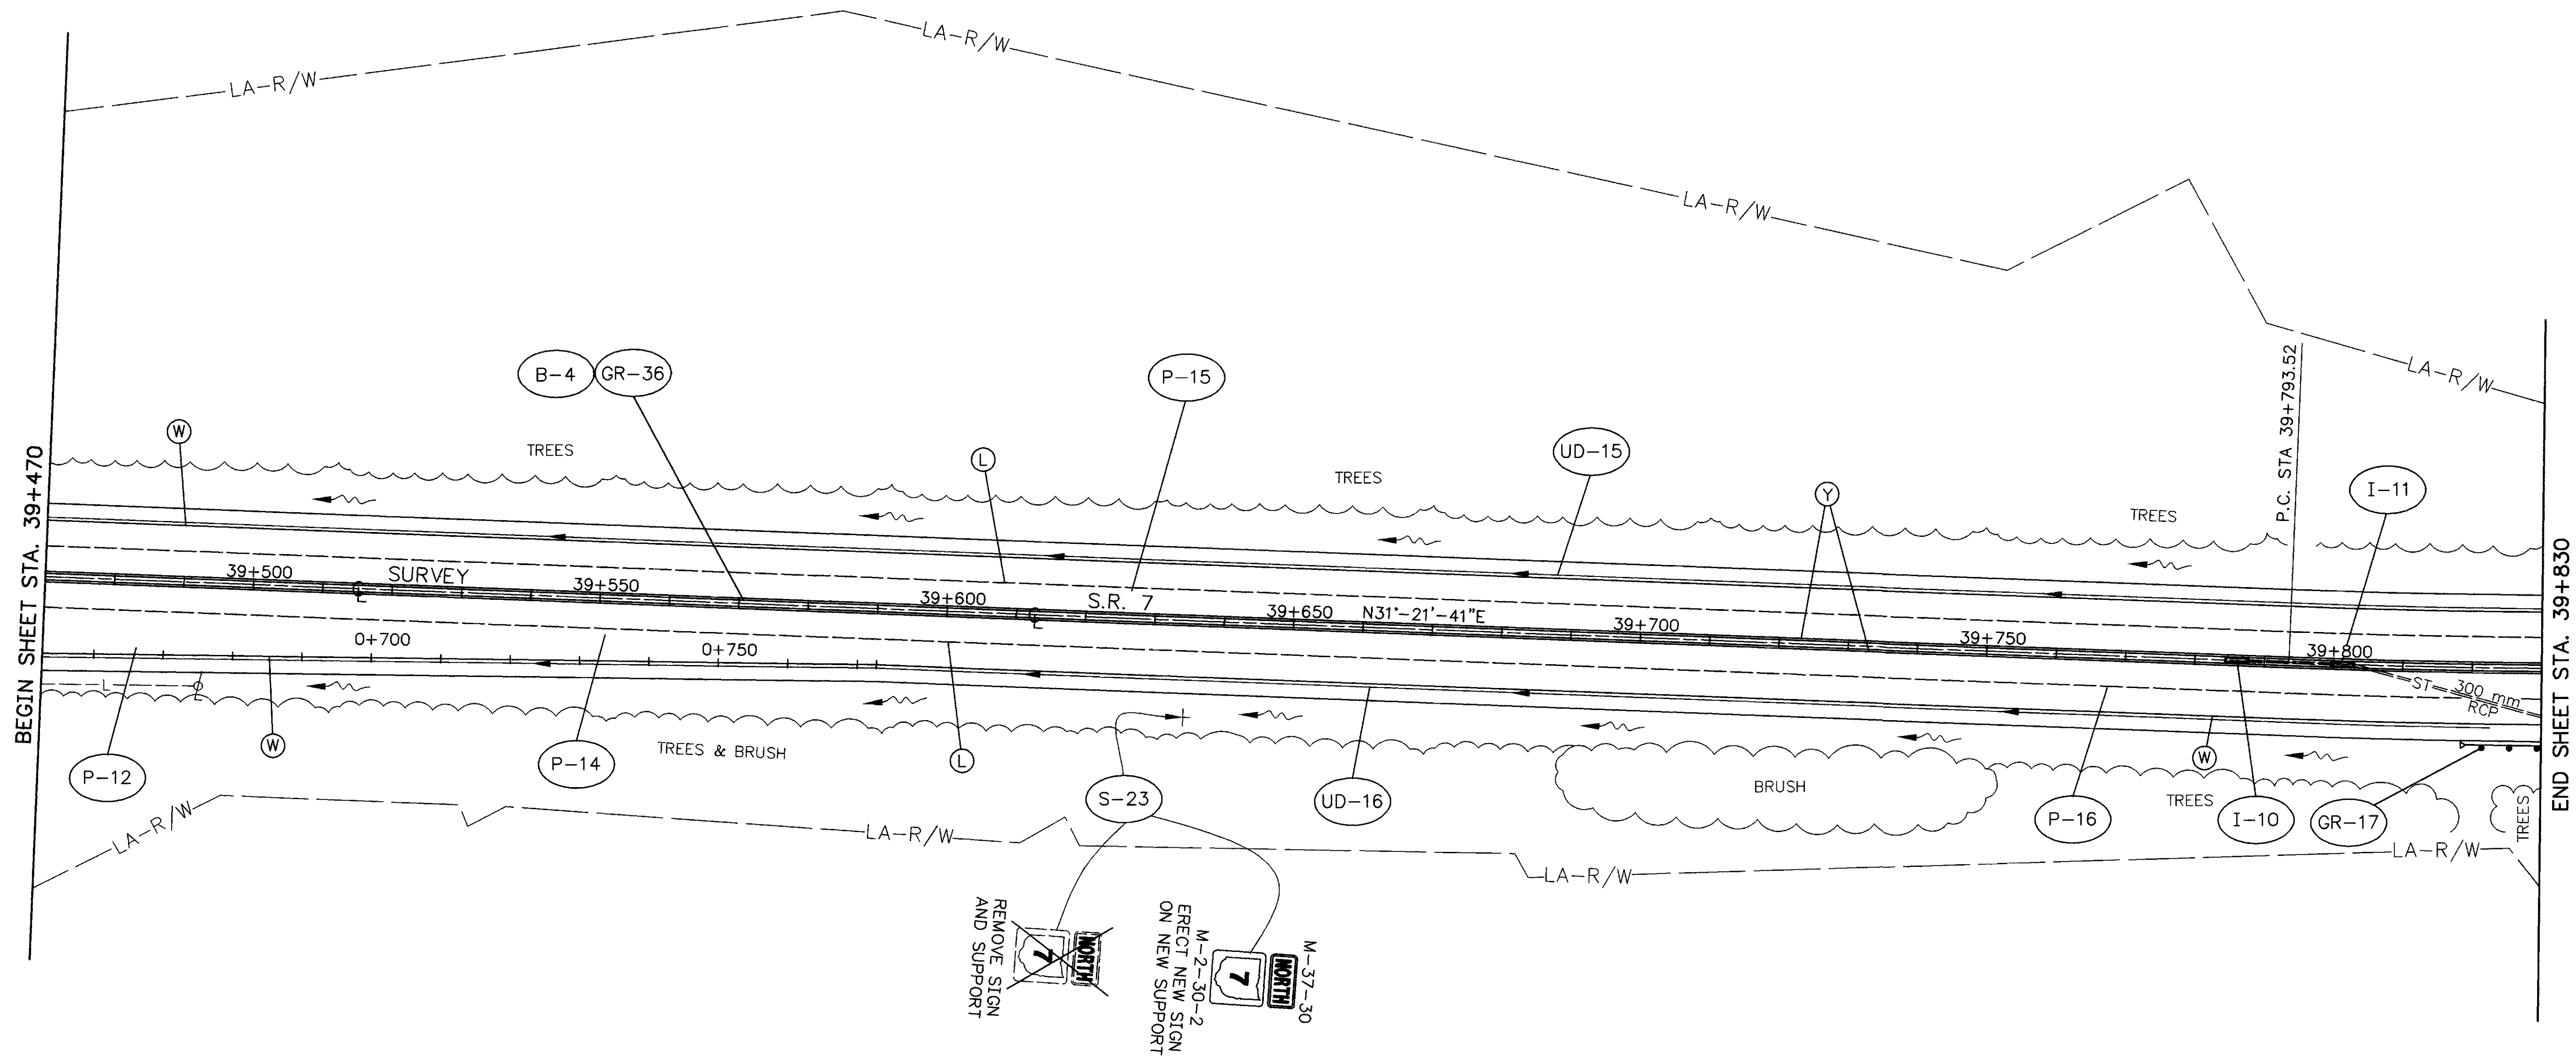 LA-R/W
LA-R/W
LA-R/W
LA-R/W
P.C. STA 39+793.52
B-4
GR-36
P-15
W
TREES
L
UD-15
TREES
Y
TREES
I-11
BEGIN SHEET STA. 39+470
END SHEET STA. 39+830
39+500
SURVEY
℄
39+550
39+600
℄
S.R. 7
39+650
N31°-21'-41"E
39+700
39+750
39+800
0+700
0+750
L
ST
300 mm
RCP
P-12
W
P-14
TREES & BRUSH
L
S-23
UD-16
BRUSH
W
P-16
TREES
I-10
GR-17
TREES
LA-R/W
LA-R/W
LA-R/W
LA-R/W
REMOVE SIGN
AND SUPPORT
NORTH
7
M-37-30
NORTH
7
M-2-30-2
ERECT NEW SIGN
ON NEW SUPPORT